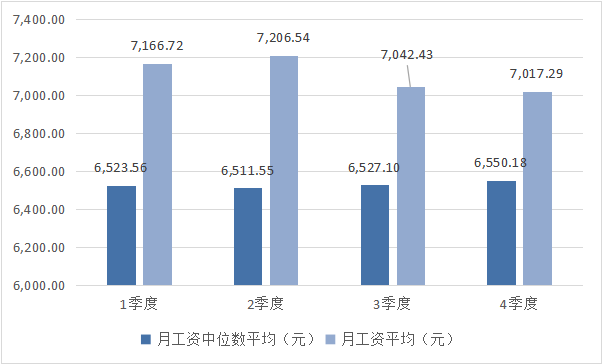 7,400.00
7,200.00
7,000.00
6,800.00
6,600.00
6,400.00
6,200.00
6,000.00
7,166.72
7,206.54
7,042.43
7,017.29
6,523.56
6,511.55
6,527.10
6,550.18
1季度
2季度
3季度
4季度
月工资中位数平均（元）
月工资平均（元）